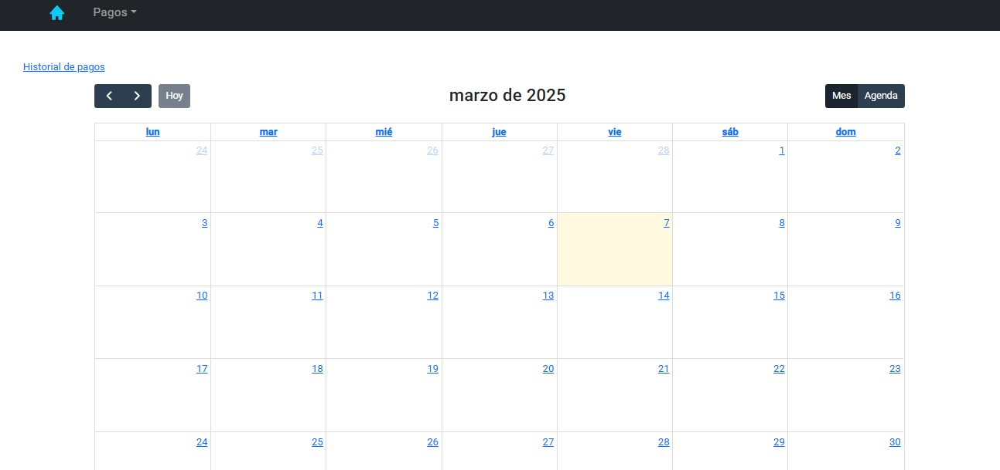 Pagos
Historial de pagos
Hoy marzo de 2025 Mes Agenda
lun mar mié jue vie sáb dom
24 25 26 27 28 1 2
3 4 5 6 7 8 9
10 11 12 13 14 15 16
17 18 19 20 21 22 23
24 25 26 27 28 29 30